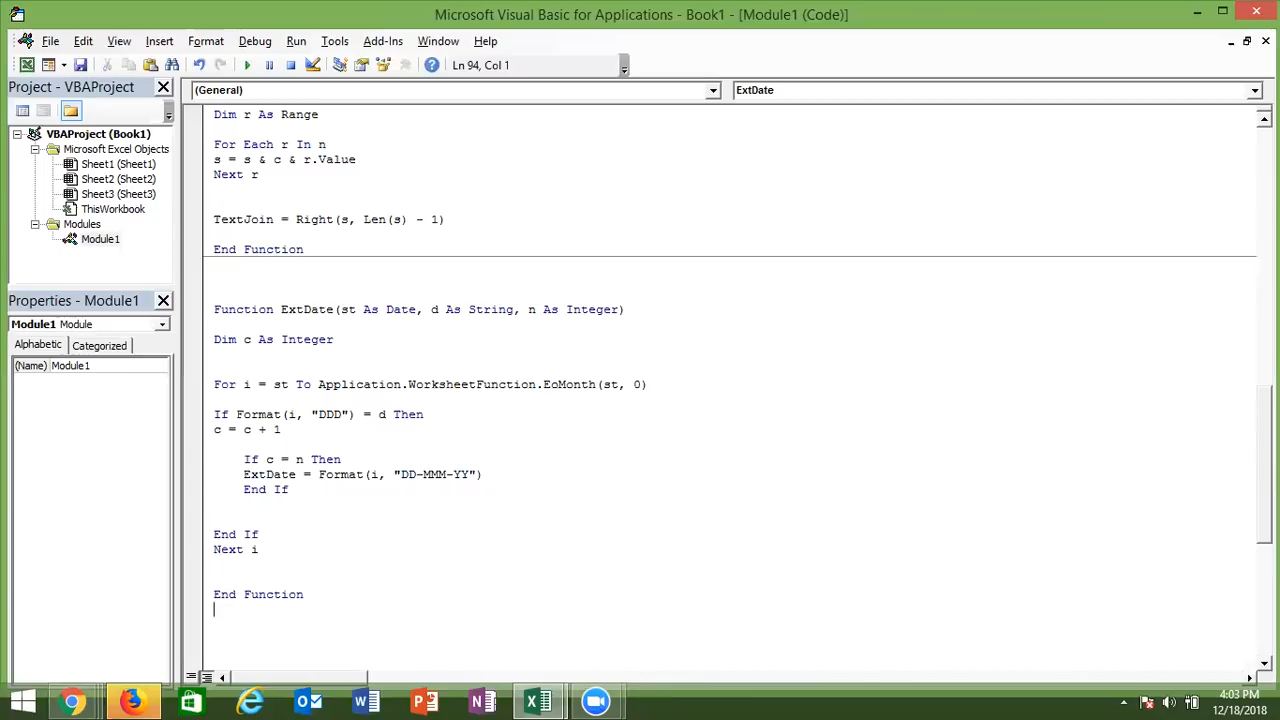 Microsoft Visual Basic for Applications - Book1 - [Module1 (Code)]
File Edit View Insert Format Debug Run Tools Add-Ins Window Help
Ln 94, Col 1
Project - VBAProject
(General)
ExtDate
VBAProject (Book1)
Microsoft Excel Objects
Sheet1 (Sheet1)
Sheet2 (Sheet2)
Sheet3 (Sheet3)
ThisWorkbook
Modules
Module1
Properties - Module1
Module1 Module
Alphabetic Categorized
(Name) Module1
Dim r As Range
For Each r In n
s = s & c & r.Value
Next r
TextJoin = Right(s, Len(s) - 1)
End Function
Function ExtDate(st As Date, d As String, n As Integer)
Dim c As Integer
For i = st To Application.WorksheetFunction.EoMonth(st, 0)
If Format(i, "DDD") = d Then
c = c + 1
If c = n Then
ExtDate = Format(i, "DD-MMM-YY")
End If
End If
Next i
End Function
4:03 PM
12/18/2018